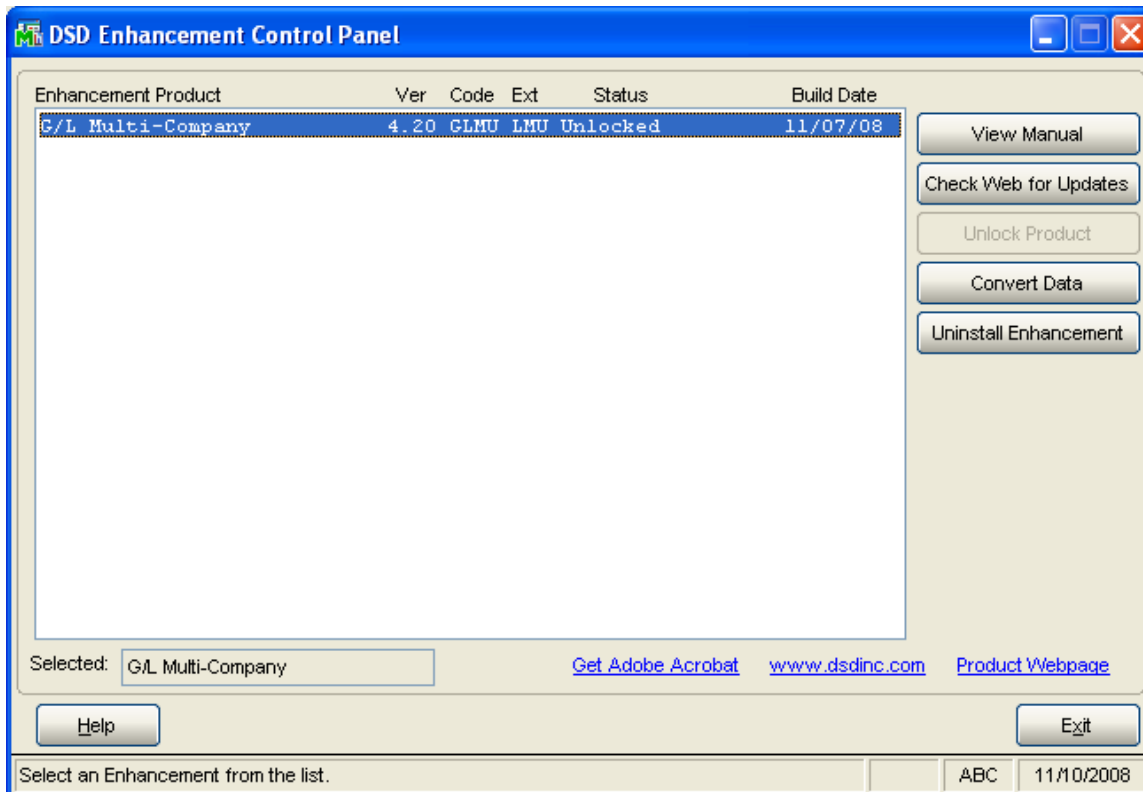 DSD Enhancement Control Panel
Enhancement Product Ver Code Ext Status Build Date
G/L Multi-Company 4.20 GLMU LMU Unlocked 11/07/08
View Manual
Check Web for Updates
Unlock Product
Convert Data
Uninstall Enhancement
Selected: G/L Multi-Company Get Adobe Acrobat www.dsdinc.com Product Webpage
Help Exit
Select an Enhancement from the list. ABC 11/10/2008